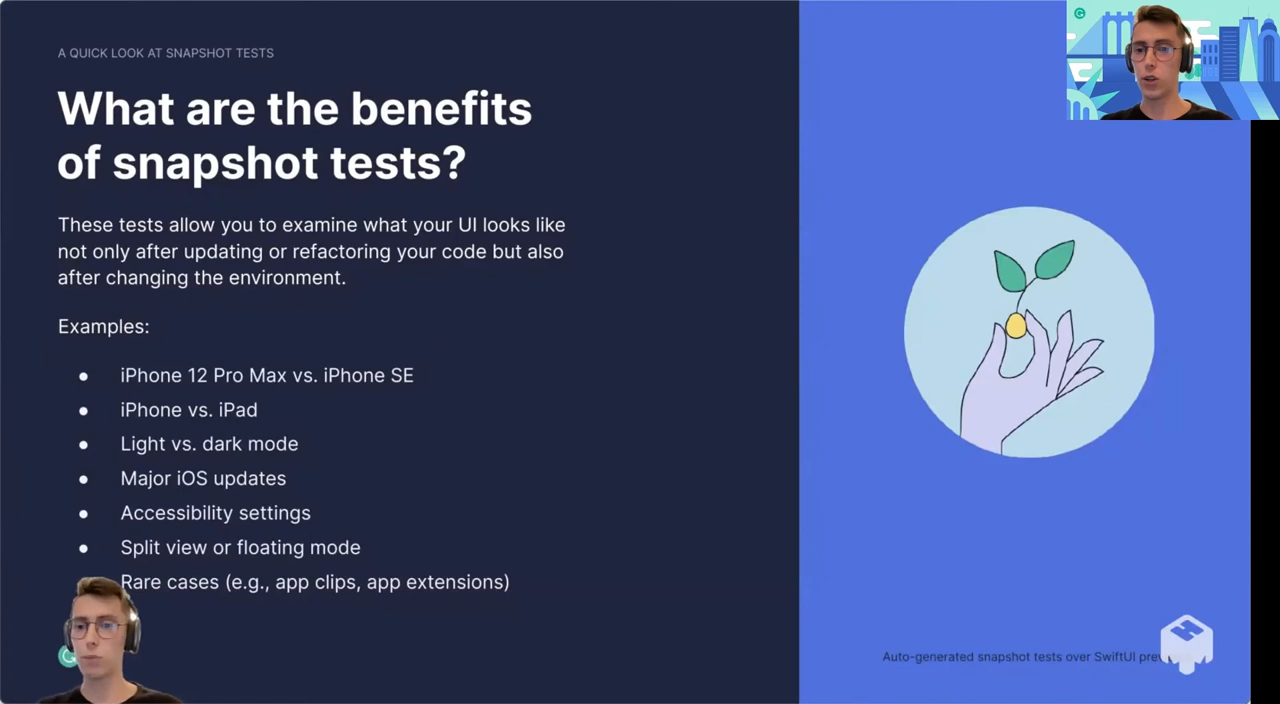 A QUICK LOOK AT SNAPSHOT TESTS
What are the benefits
of snapshot tests?
These tests allow you to examine what your UI looks like
not only after updating or refactoring your code but also
after changing the environment.
Examples:
● iPhone 12 Pro Max vs. iPhone SE
● iPhone vs. iPad
● Light vs. dark mode
● Major iOS updates
● Accessibility settings
● Split view or floating mode
Rare cases (e.g., app clips, app extensions)
Auto-generated snapshot tests over SwiftUI